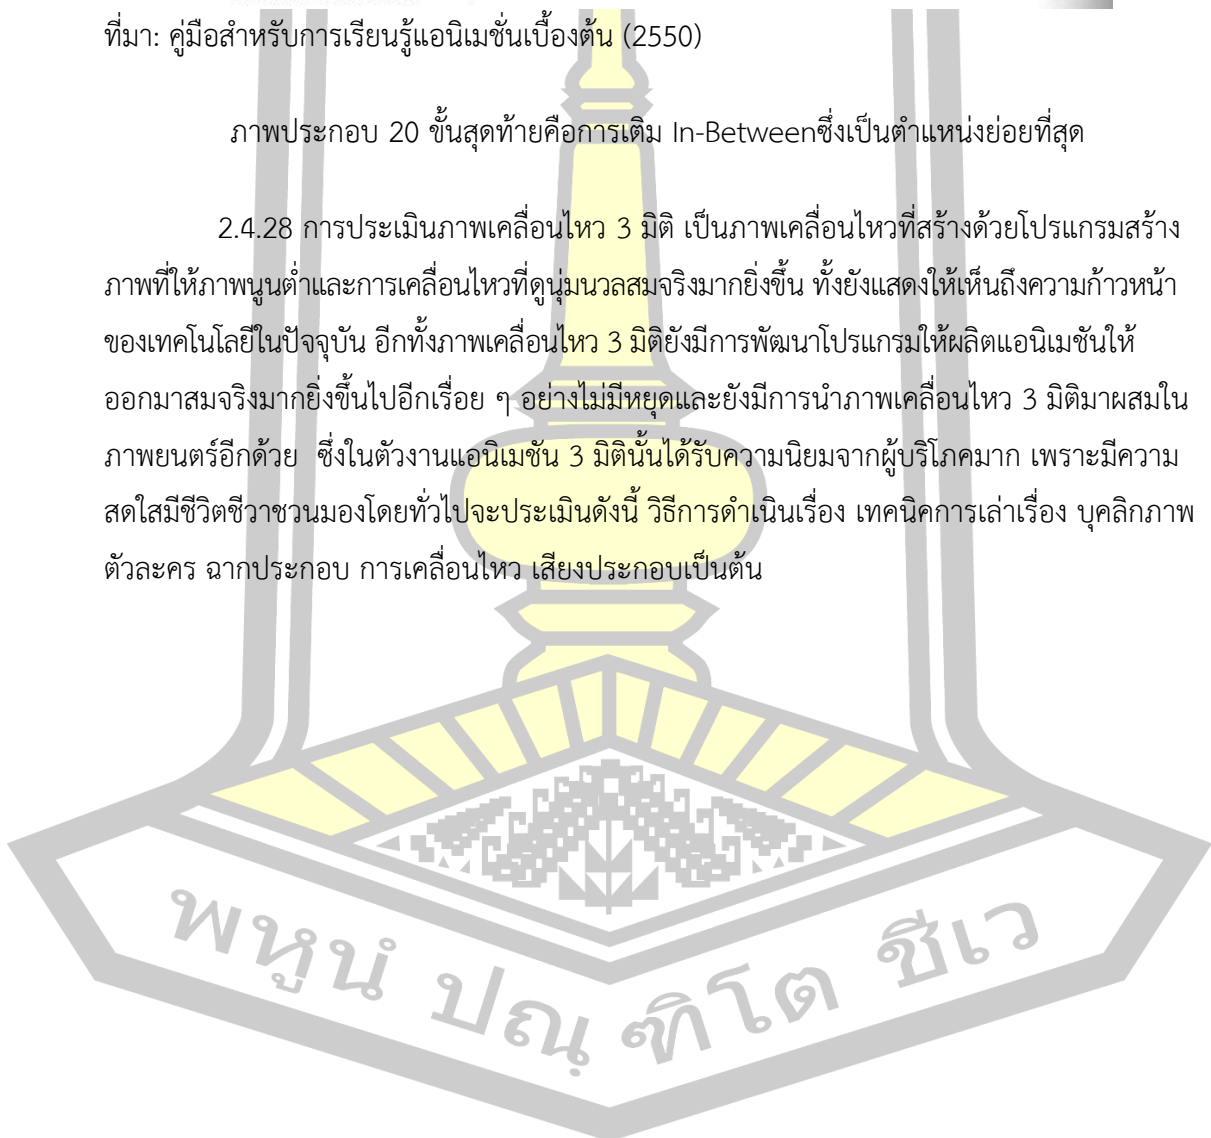 ที่มา: คู่มือสำหรับการเรียนรู้แอนิเมชั่นเบื้องต้น (2550)
ภาพประกอบ 20 ขั้นสุดท้ายคือการเติม In-Betweenซึ่งเป็นตำแหน่งย่อยที่สุด
2.4.28 การประเมินภาพเคลื่อนไหว 3 มิติ เป็นภาพเคลื่อนไหวที่สร้างด้วยโปรแกรมสร้าง
ภาพที่ให้ภาพนูนต่ำและการเคลื่อนไหวที่ดูนุ่มนวลสมจริงมากยิ่งขึ้น ทั้งยังแสดงให้เห็นถึงความก้าวหน้า
ของเทคโนโลยีในปัจจุบัน อีกทั้งภาพเคลื่อนไหว 3 มิติยังมีการพัฒนาโปรแกรมให้ผลิตแอนิเมชันให้
ออกมาสมจริงมากยิ่งขึ้นไปอีกเรื่อย ๆ อย่างไม่มีหยุดและยังมีการนำภาพเคลื่อนไหว 3 มิติมาผสมใน
ภาพยนตร์อีกด้วย ซึ่งในตัวงานแอนิเมชัน 3 มิตินั้นได้รับความนิยมจากผู้บริโภคมาก เพราะมีความ
สดใสมีชีวิตชีวาชวนมองโดยทั่วไปจะประเมินดังนี้ วิธีการดำเนินเรื่อง เทคนิคการเล่าเรื่อง บุคลิกภาพ
ตัวละคร ฉากประกอบ การเคลื่อนไหว เสียงประกอบเป็นต้น
พหูนํ ปณฺ ฑิโต ชีเว